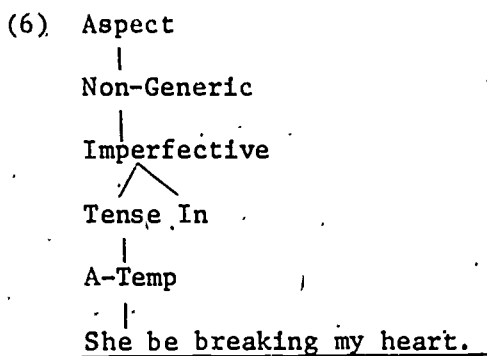 (6) Aspect
Non-Generic
Imperfective
Tense In
A-Temp
She be breaking my heart.